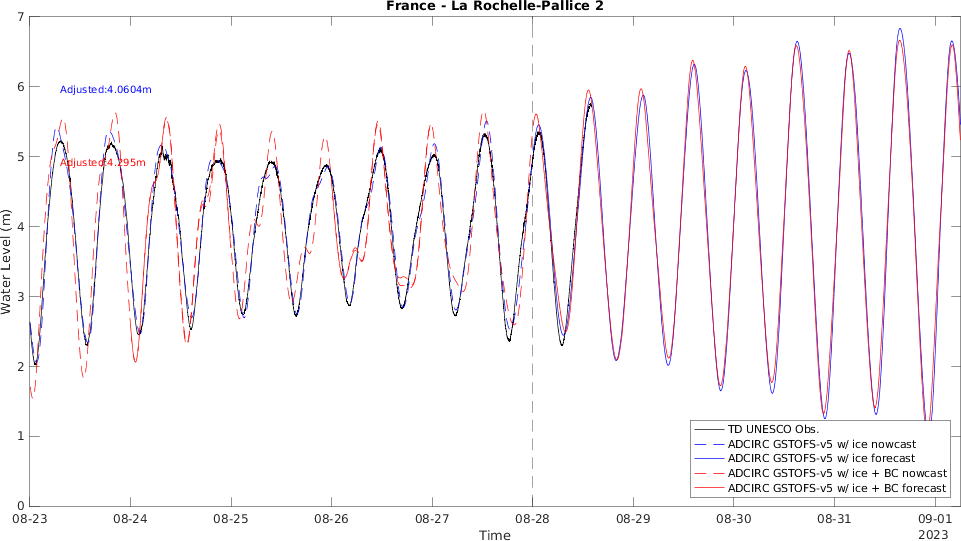 France - La Rochelle-Pallice 2
7
6
5
4
3
2
1
0
Water Level (m)
Adjusted:4.0604m
Adjusted:4.295m
TD UNESCO Obs.
ADCIRC GSTOFS-v5 w/ ice nowcast
ADCIRC GSTOFS-v5 w/ ice forecast
ADCIRC GSTOFS-v5 w/ ice + BC nowcast
ADCIRC GSTOFS-v5 w/ ice + BC forecast
08-23 08-24 08-25 08-26 08-27 08-28 08-29 08-30 08-31 09-01
2023
Time